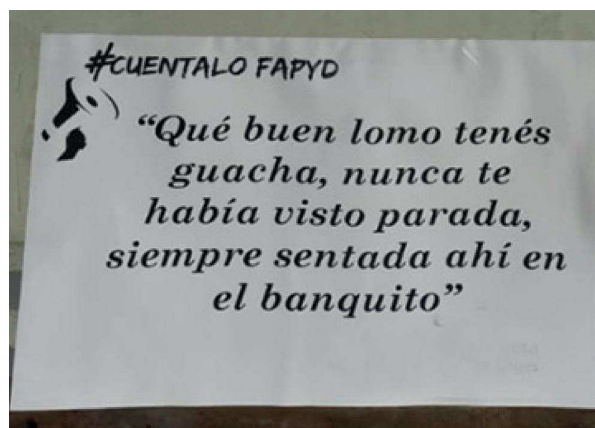 #CUENTALO FAPYD
“Qué buen lomo tenés
guacha, nunca te
había visto parada,
siempre sentada ahí en
el banquito”